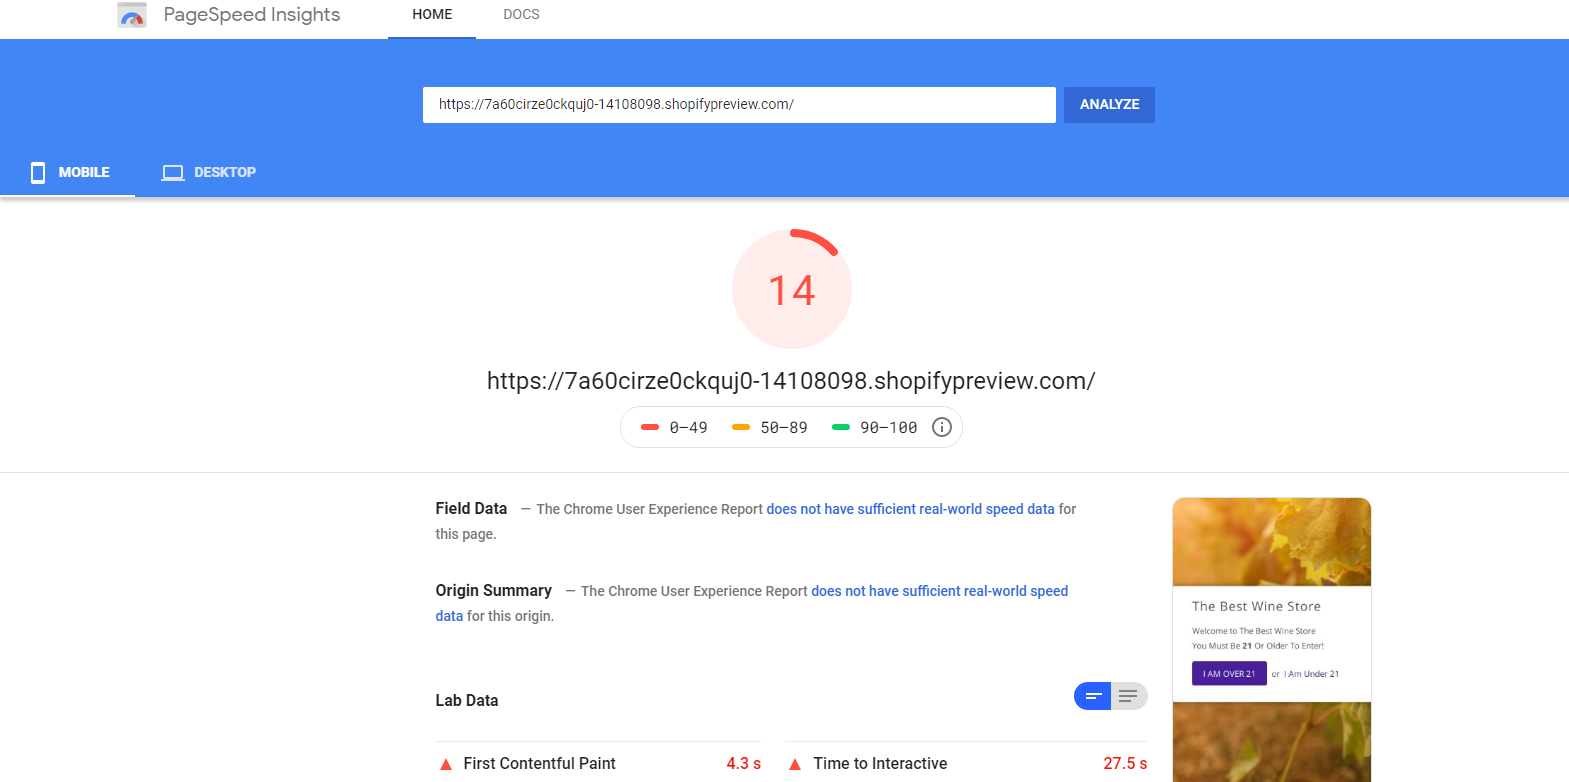 PageSpeed Insights HOME DOCS
https://7a60cirze0ckquj0-14108098.shopifypreview.com/ ANALYZE
MOBILE DESKTOP
14
https://7a60cirze0ckquj0-14108098.shopifypreview.com/
0–49 50–89 90–100
Field Data — The Chrome User Experience Report does not have sufficient real-world speed data for
this page.
Origin Summary — The Chrome User Experience Report does not have sufficient real-world speed
data for this origin.
Lab Data
First Contentful Paint 4.3 s Time to Interactive 27.5 s
The Best Wine Store
Welcome to The Best Wine Store
You Must Be 21 Or Older To Enter!
I AM OVER 21 or I Am Under 21